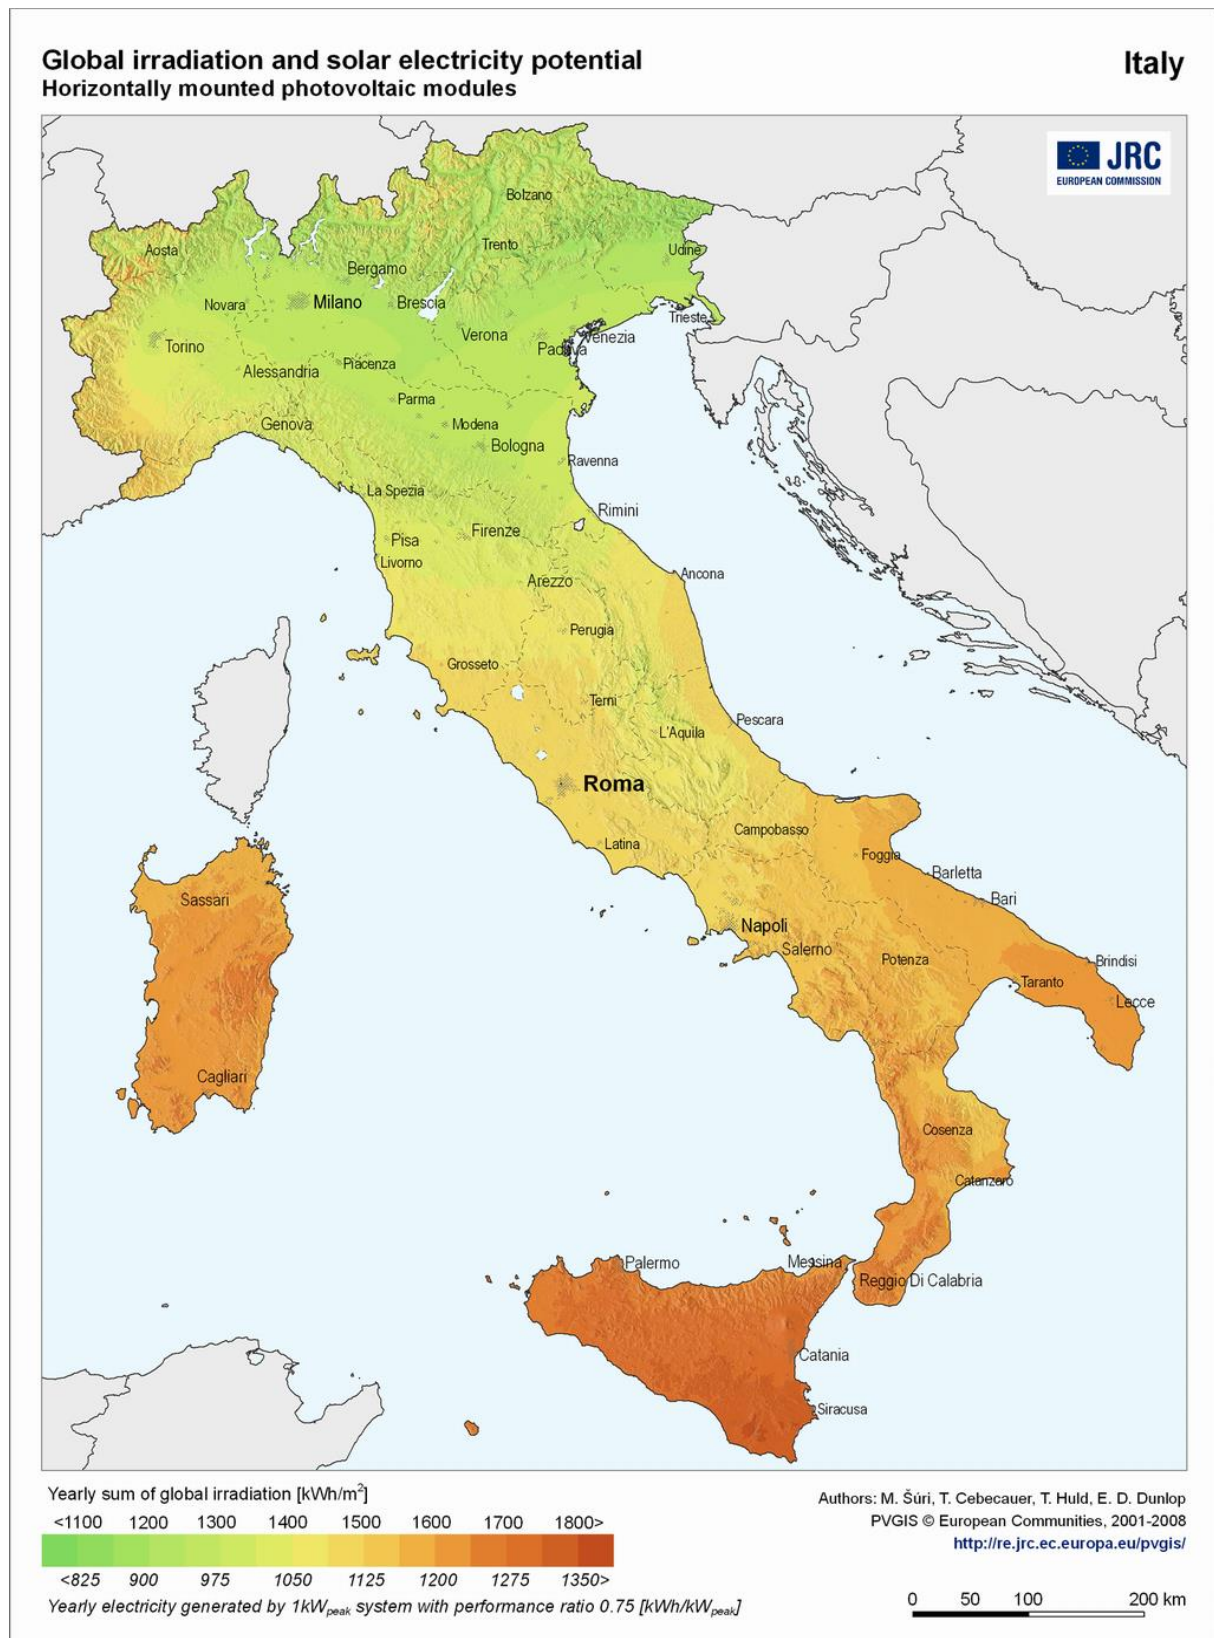 Global irradiation and solar electricity potential
Horizontally mounted photovoltaic modules
Italy
JRC
EUROPEAN COMMISSION
Bolzano
Aosta
Trento
Udine
Bergamo
Novara
Milano
Brescia
Trieste
Torino
Verona
Venezia
Padova
Alessandria
Piacenza
Parma
Genova
Modena
Bologna
Ravenna
La Spezia
Rimini
Pisa
Firenze
Livorno
Arezzo
Ancona
Perugia
Grosseto
Terni
Pescara
L'Aquila
Roma
Campobasso
Latina
Foggia
Barletta
Sassari
Bari
Napoli
Salerno
Potenza
Brindisi
Taranto
Lecce
Cagliari
Cosenza
Catanzaro
Palermo
Messina
Reggio Di Calabria
Catania
Siracusa
Yearly sum of global irradiation [kWh/m²]
<1100 1200 1300 1400 1500 1600 1700 1800>
<825 900 975 1050 1125 1200 1275 1350>
Yearly electricity generated by 1kWpeak system with performance ratio 0.75 [kWh/kWpeak]
Authors: M. Šúri, T. Cebecauer, T. Huld, E. D. Dunlop
PVGIS © European Communities, 2001-2008
http://re.jrc.ec.europa.eu/pvgis/
0 50 100 200 km